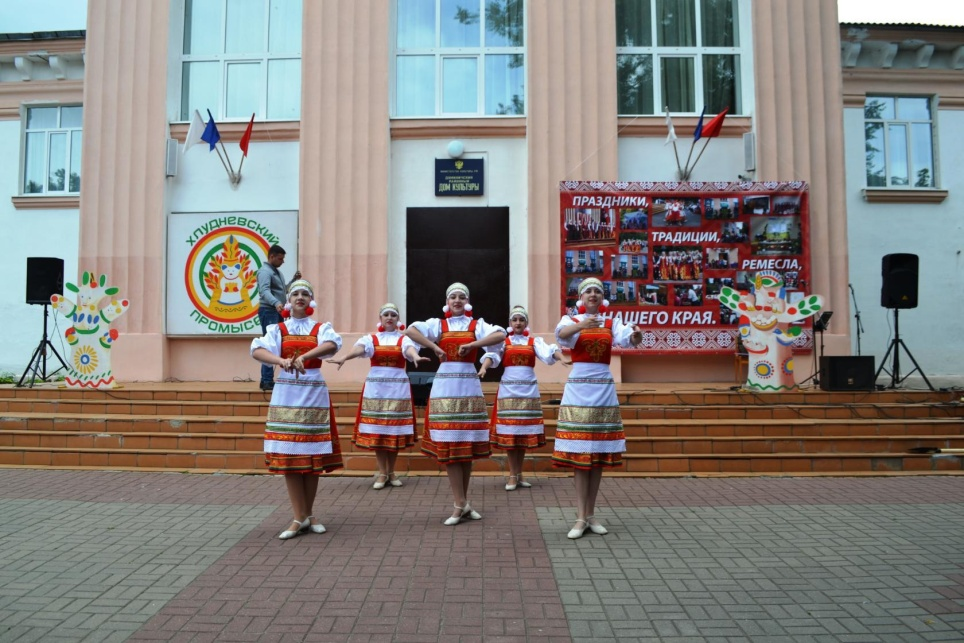 ХЛУДНЕВСКИЙ
ПРОМЫСЕЛ
ДОМ КУЛЬТУРЫ
ПРАЗДНИКИ,
ТРАДИЦИИ,
РЕМЕСЛА,
НАШЕГО КРАЯ.